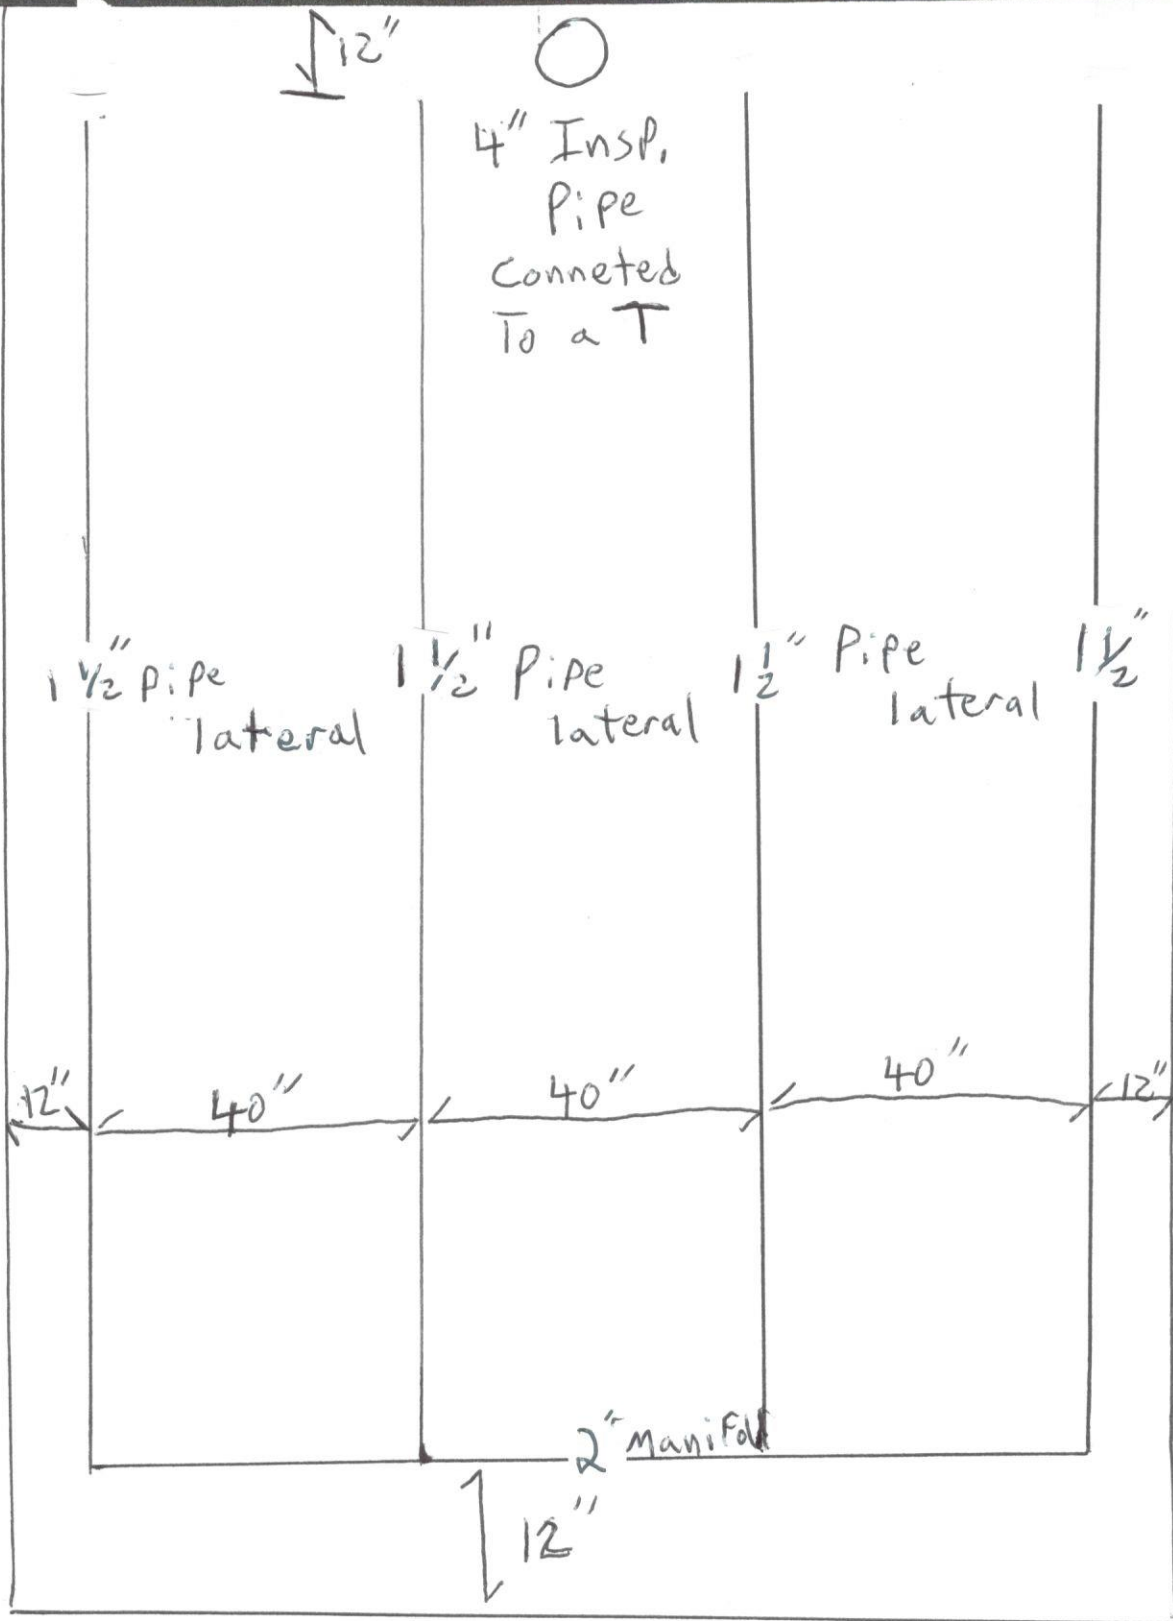 12"
4" Insp.
Pipe
Conneted
To a T
1 1/2" pipe
lateral
1 1/2" Pipe
lateral
1 1/2" Pipe
lateral
1 1/2"
12"
40"
40"
40"
12"
2" Manifold
12"